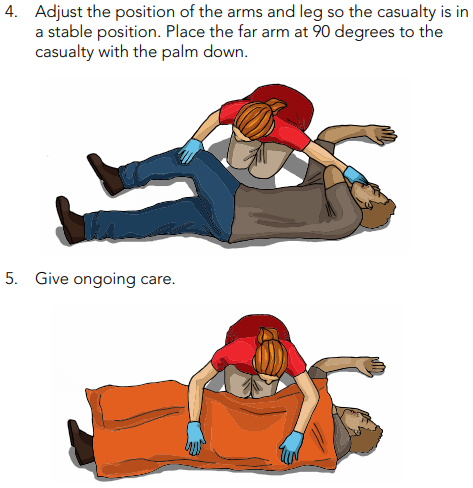 4. Adjust the position of the arms and leg so the casualty is in
a stable position. Place the far arm at 90 degrees to the
casualty with the palm down.
5. Give ongoing care.